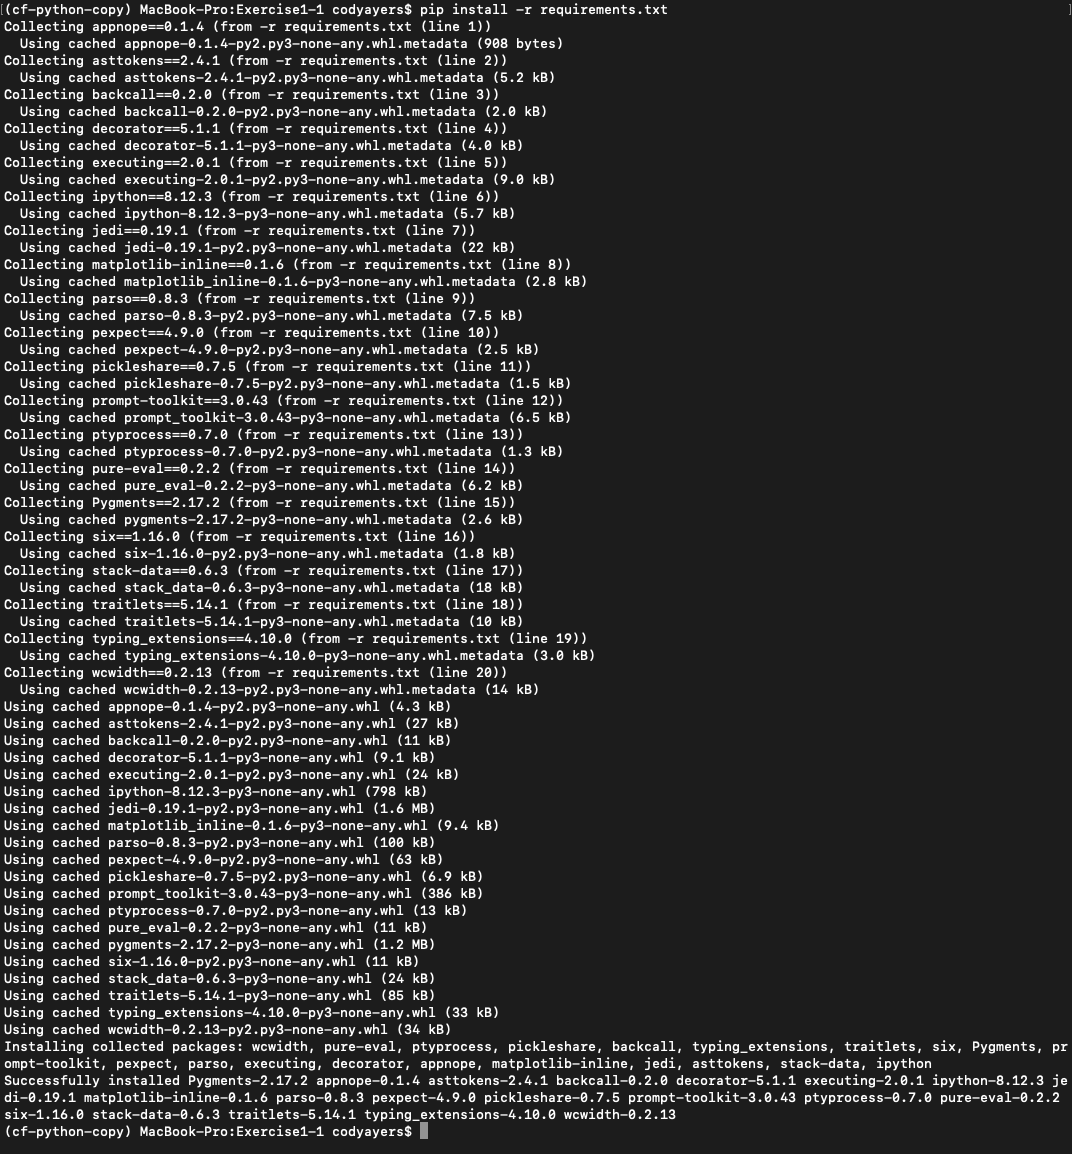 [(cf-python-copy) MacBook-Pro:Exercise1-1 codyayers$ pip install -r requirements.txt ]
Collecting appnope==0.1.4 (from -r requirements.txt (line 1))
  Using cached appnope-0.1.4-py2.py3-none-any.whl.metadata (908 bytes)
Collecting asttokens==2.4.1 (from -r requirements.txt (line 2))
  Using cached asttokens-2.4.1-py2.py3-none-any.whl.metadata (5.2 kB)
Collecting backcall==0.2.0 (from -r requirements.txt (line 3))
  Using cached backcall-0.2.0-py2.py3-none-any.whl.metadata (2.0 kB)
Collecting decorator==5.1.1 (from -r requirements.txt (line 4))
  Using cached decorator-5.1.1-py3-none-any.whl.metadata (4.0 kB)
Collecting executing==2.0.1 (from -r requirements.txt (line 5))
  Using cached executing-2.0.1-py2.py3-none-any.whl.metadata (9.0 kB)
Collecting ipython==8.12.3 (from -r requirements.txt (line 6))
  Using cached ipython-8.12.3-py3-none-any.whl.metadata (5.7 kB)
Collecting jedi==0.19.1 (from -r requirements.txt (line 7))
  Using cached jedi-0.19.1-py2.py3-none-any.whl.metadata (22 kB)
Collecting matplotlib-inline==0.1.6 (from -r requirements.txt (line 8))
  Using cached matplotlib_inline-0.1.6-py3-none-any.whl.metadata (2.8 kB)
Collecting parso==0.8.3 (from -r requirements.txt (line 9))
  Using cached parso-0.8.3-py2.py3-none-any.whl.metadata (7.5 kB)
Collecting pexpect==4.9.0 (from -r requirements.txt (line 10))
  Using cached pexpect-4.9.0-py2.py3-none-any.whl.metadata (2.5 kB)
Collecting pickleshare==0.7.5 (from -r requirements.txt (line 11))
  Using cached pickleshare-0.7.5-py2.py3-none-any.whl.metadata (1.5 kB)
Collecting prompt-toolkit==3.0.43 (from -r requirements.txt (line 12))
  Using cached prompt_toolkit-3.0.43-py3-none-any.whl.metadata (6.5 kB)
Collecting ptyprocess==0.7.0 (from -r requirements.txt (line 13))
  Using cached ptyprocess-0.7.0-py2.py3-none-any.whl.metadata (1.3 kB)
Collecting pure-eval==0.2.2 (from -r requirements.txt (line 14))
  Using cached pure_eval-0.2.2-py3-none-any.whl.metadata (6.2 kB)
Collecting Pygments==2.17.2 (from -r requirements.txt (line 15))
  Using cached pygments-2.17.2-py3-none-any.whl.metadata (2.6 kB)
Collecting six==1.16.0 (from -r requirements.txt (line 16))
  Using cached six-1.16.0-py2.py3-none-any.whl.metadata (1.8 kB)
Collecting stack-data==0.6.3 (from -r requirements.txt (line 17))
  Using cached stack_data-0.6.3-py3-none-any.whl.metadata (18 kB)
Collecting traitlets==5.14.1 (from -r requirements.txt (line 18))
  Using cached traitlets-5.14.1-py3-none-any.whl.metadata (10 kB)
Collecting typing_extensions==4.10.0 (from -r requirements.txt (line 19))
  Using cached typing_extensions-4.10.0-py3-none-any.whl.metadata (3.0 kB)
Collecting wcwidth==0.2.13 (from -r requirements.txt (line 20))
  Using cached wcwidth-0.2.13-py2.py3-none-any.whl.metadata (14 kB)
Using cached appnope-0.1.4-py2.py3-none-any.whl (4.3 kB)
Using cached asttokens-2.4.1-py2.py3-none-any.whl (27 kB)
Using cached backcall-0.2.0-py2.py3-none-any.whl (11 kB)
Using cached decorator-5.1.1-py3-none-any.whl (9.1 kB)
Using cached executing-2.0.1-py2.py3-none-any.whl (24 kB)
Using cached ipython-8.12.3-py3-none-any.whl (798 kB)
Using cached jedi-0.19.1-py2.py3-none-any.whl (1.6 MB)
Using cached matplotlib_inline-0.1.6-py3-none-any.whl (9.4 kB)
Using cached parso-0.8.3-py2.py3-none-any.whl (100 kB)
Using cached pexpect-4.9.0-py2.py3-none-any.whl (63 kB)
Using cached pickleshare-0.7.5-py2.py3-none-any.whl (6.9 kB)
Using cached prompt_toolkit-3.0.43-py3-none-any.whl (386 kB)
Using cached ptyprocess-0.7.0-py2.py3-none-any.whl (13 kB)
Using cached pure_eval-0.2.2-py3-none-any.whl (11 kB)
Using cached pygments-2.17.2-py3-none-any.whl (1.2 MB)
Using cached six-1.16.0-py2.py3-none-any.whl (11 kB)
Using cached stack_data-0.6.3-py3-none-any.whl (24 kB)
Using cached traitlets-5.14.1-py3-none-any.whl (85 kB)
Using cached typing_extensions-4.10.0-py3-none-any.whl (33 kB)
Using cached wcwidth-0.2.13-py2.py3-none-any.whl (34 kB)
Installing collected packages: wcwidth, pure-eval, ptyprocess, pickleshare, backcall, typing_extensions, traitlets, six, Pygments, pr
ompt-toolkit, pexpect, parso, executing, decorator, appnope, matplotlib-inline, jedi, asttokens, stack-data, ipython
Successfully installed Pygments-2.17.2 appnope-0.1.4 asttokens-2.4.1 backcall-0.2.0 decorator-5.1.1 executing-2.0.1 ipython-8.12.3 je
di-0.19.1 matplotlib-inline-0.1.6 parso-0.8.3 pexpect-4.9.0 pickleshare-0.7.5 prompt-toolkit-3.0.43 ptyprocess-0.7.0 pure-eval-0.2.2
six-1.16.0 stack-data-0.6.3 traitlets-5.14.1 typing_extensions-4.10.0 wcwidth-0.2.13
(cf-python-copy) MacBook-Pro:Exercise1-1 codyayers$